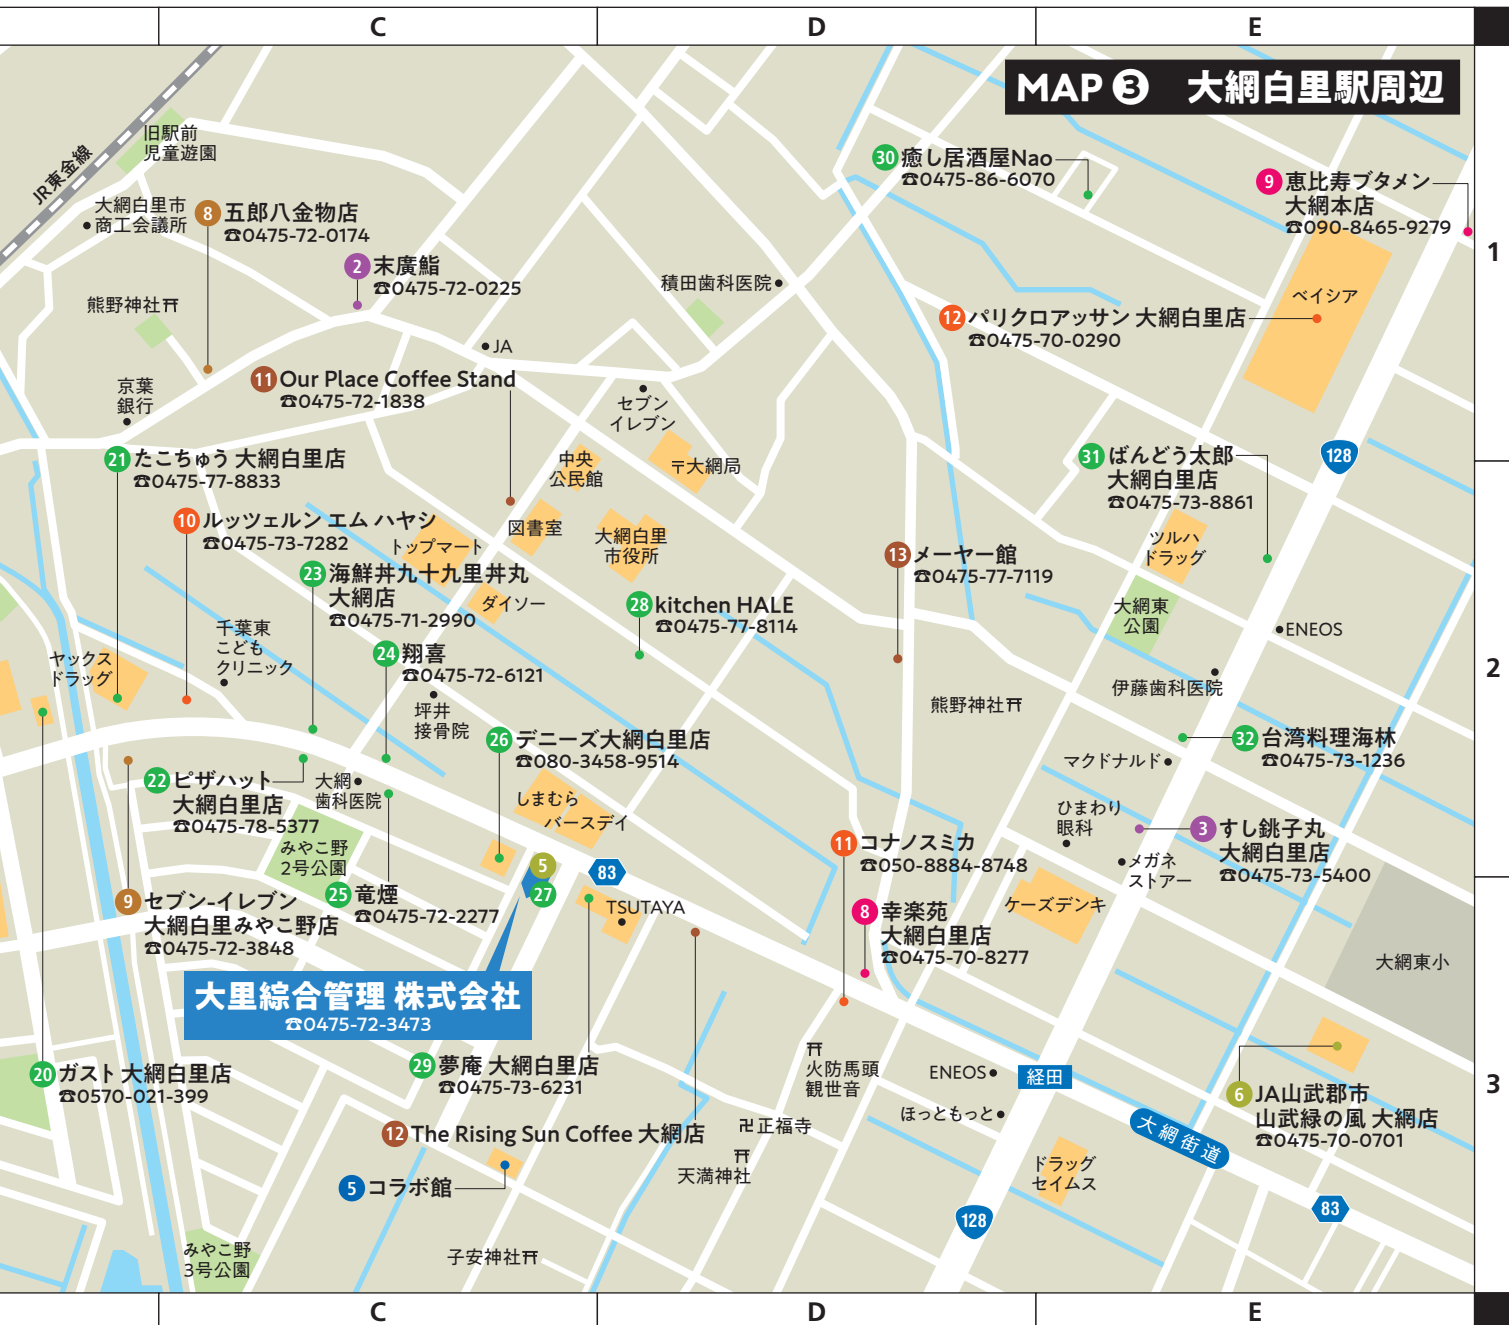 C
D
E
MAP ❸ 大網白里駅周辺
旧駅前
児童遊園
JR東金線
大網白里市
商工会議所
8 五郎八金物店
☎0475-72-0174
30 癒し居酒屋Nao
☎0475-86-6070
9 恵比寿ブタメン
大網本店
☎090-8465-9279
1
2 末廣鮨
☎0475-72-0225
積田歯科医院
熊野神社
ベイシア
12 パリクロアッサン 大網白里店
☎0475-70-0290
JA
11 Our Place Coffee Stand
☎0475-72-1838
京葉
銀行
セブン
イレブン
21 たこちゅう 大網白里店
☎0475-77-8833
中央
公民館
〒大網局
31 ばんどう太郎
大網白里店
☎0475-73-8861
128
10 ルッツェルン エム ハヤシ
☎0475-73-7282
トップマート
図書室
大網白里
市役所
ツルハ
ドラッグ
13 メーヤー館
☎0475-77-7119
23 海鮮丼九十九里丼丸
大網店
☎0475-71-2990
ダイソー
28 kitchen HALE
☎0475-77-8114
大網東
公園
ENEOS
千葉東
こども
クリニック
ヤックス
ドラッグ
24 翔喜
☎0475-72-6121
2
伊藤歯科医院
坪井
接骨院
熊野神社
26 デニーズ大網白里店
☎080-3458-9514
32 台湾料理海林
☎0475-73-1236
マクドナルド
22 ピザハット
大網白里店
☎0475-78-5377
大網
歯科医院
しまむら
バースデイ
ひまわり
眼科
3 すし銚子丸
大網白里店
☎0475-73-5400
みやこ野
2号公園
11 コナノスミカ
☎050-8884-8748
メガネ
ストアー
5
27
83
9 セブン-イレブン
大網白里みやこ野店
☎0475-72-3848
25 竜煙
☎0475-72-2277
TSUTAYA
8 幸楽苑
大網白里店
☎0475-70-8277
ケーズデンキ
大網東小
大里綜合管理 株式会社
☎0475-72-3473
20 ガスト 大網白里店
☎0570-021-399
29 夢庵 大網白里店
☎0475-73-6231
火防馬頭
観世音
ENEOS
経田
3
ほっともっと
6 JA山武郡市
山武緑の風 大網店
☎0475-70-0701
12 The Rising Sun Coffee 大網店
卍正福寺
大網街道
天満神社
ドラッグ
セイムス
5 コラボ館
83
128
みやこ野
3号公園
子安神社
C
D
E